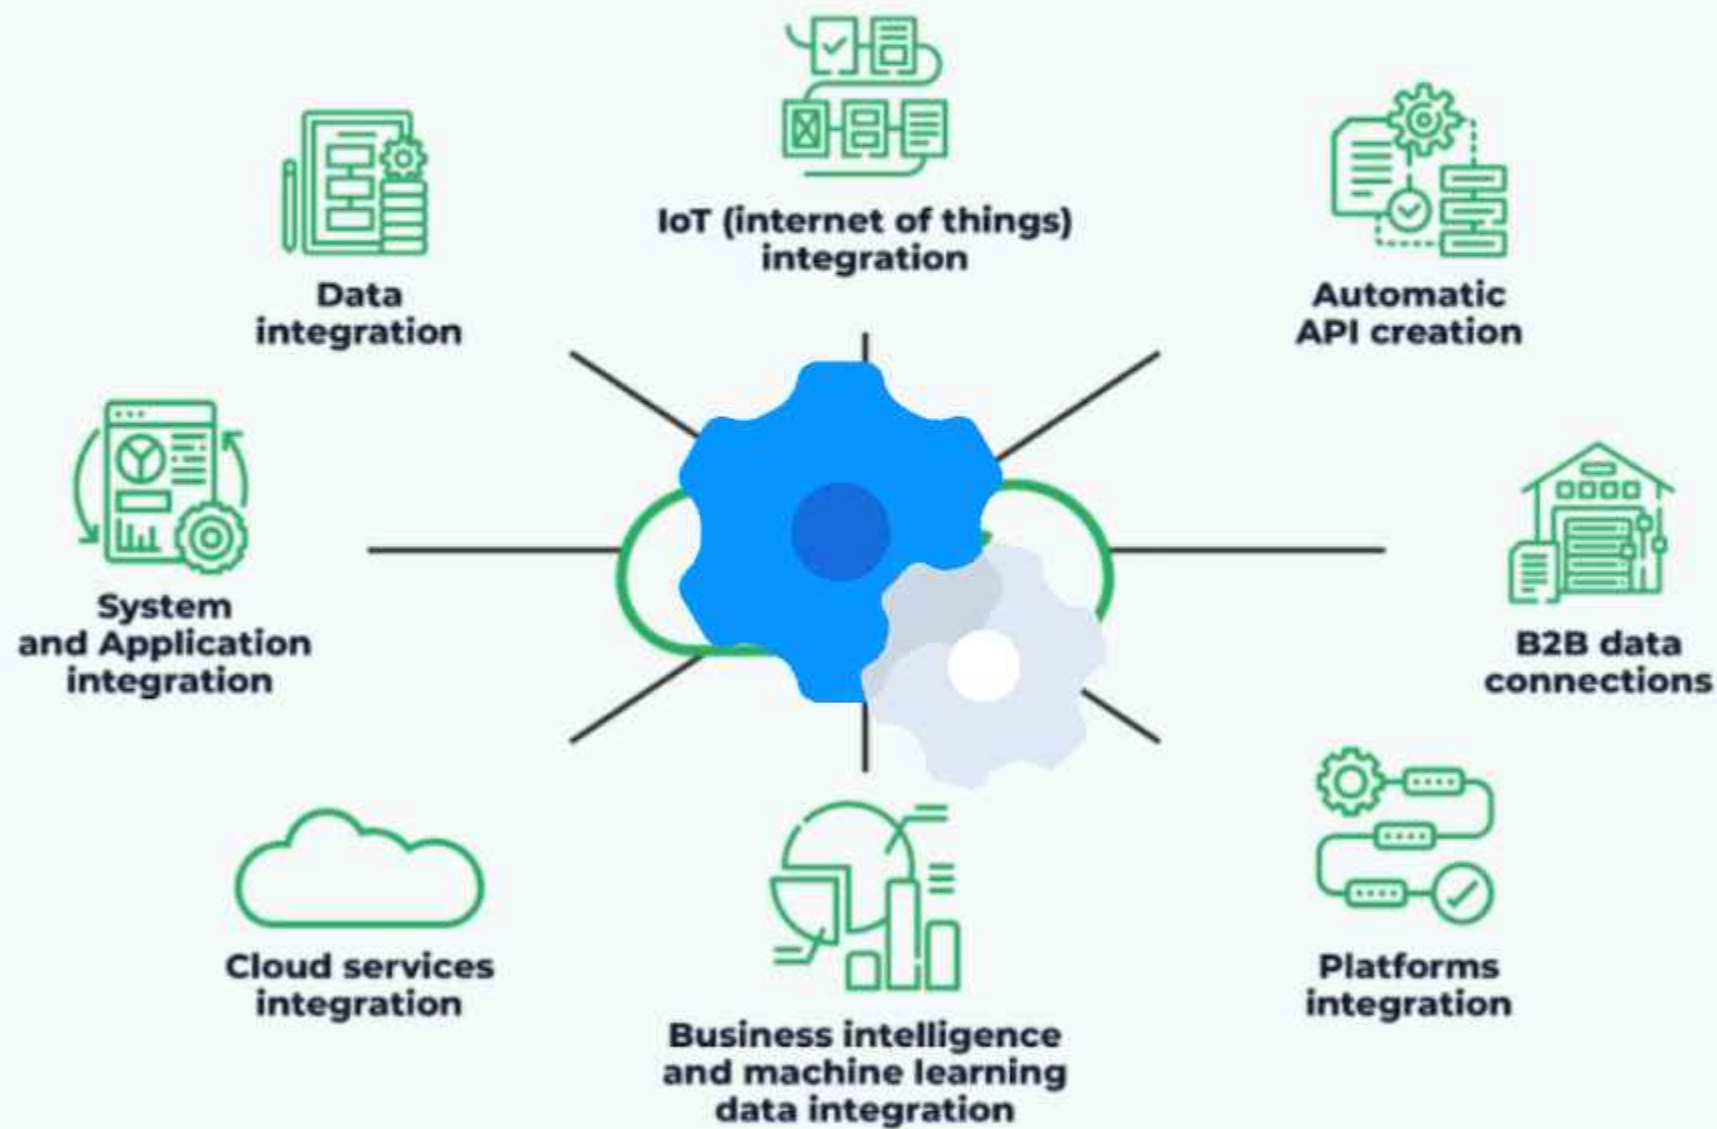 IoT (internet of things)
integration
Data
integration
Automatic
API creation
System
and Application
integration
B2B data
connections
Cloud services
integration
Platforms
integration
Business intelligence
and machine learning
data integration